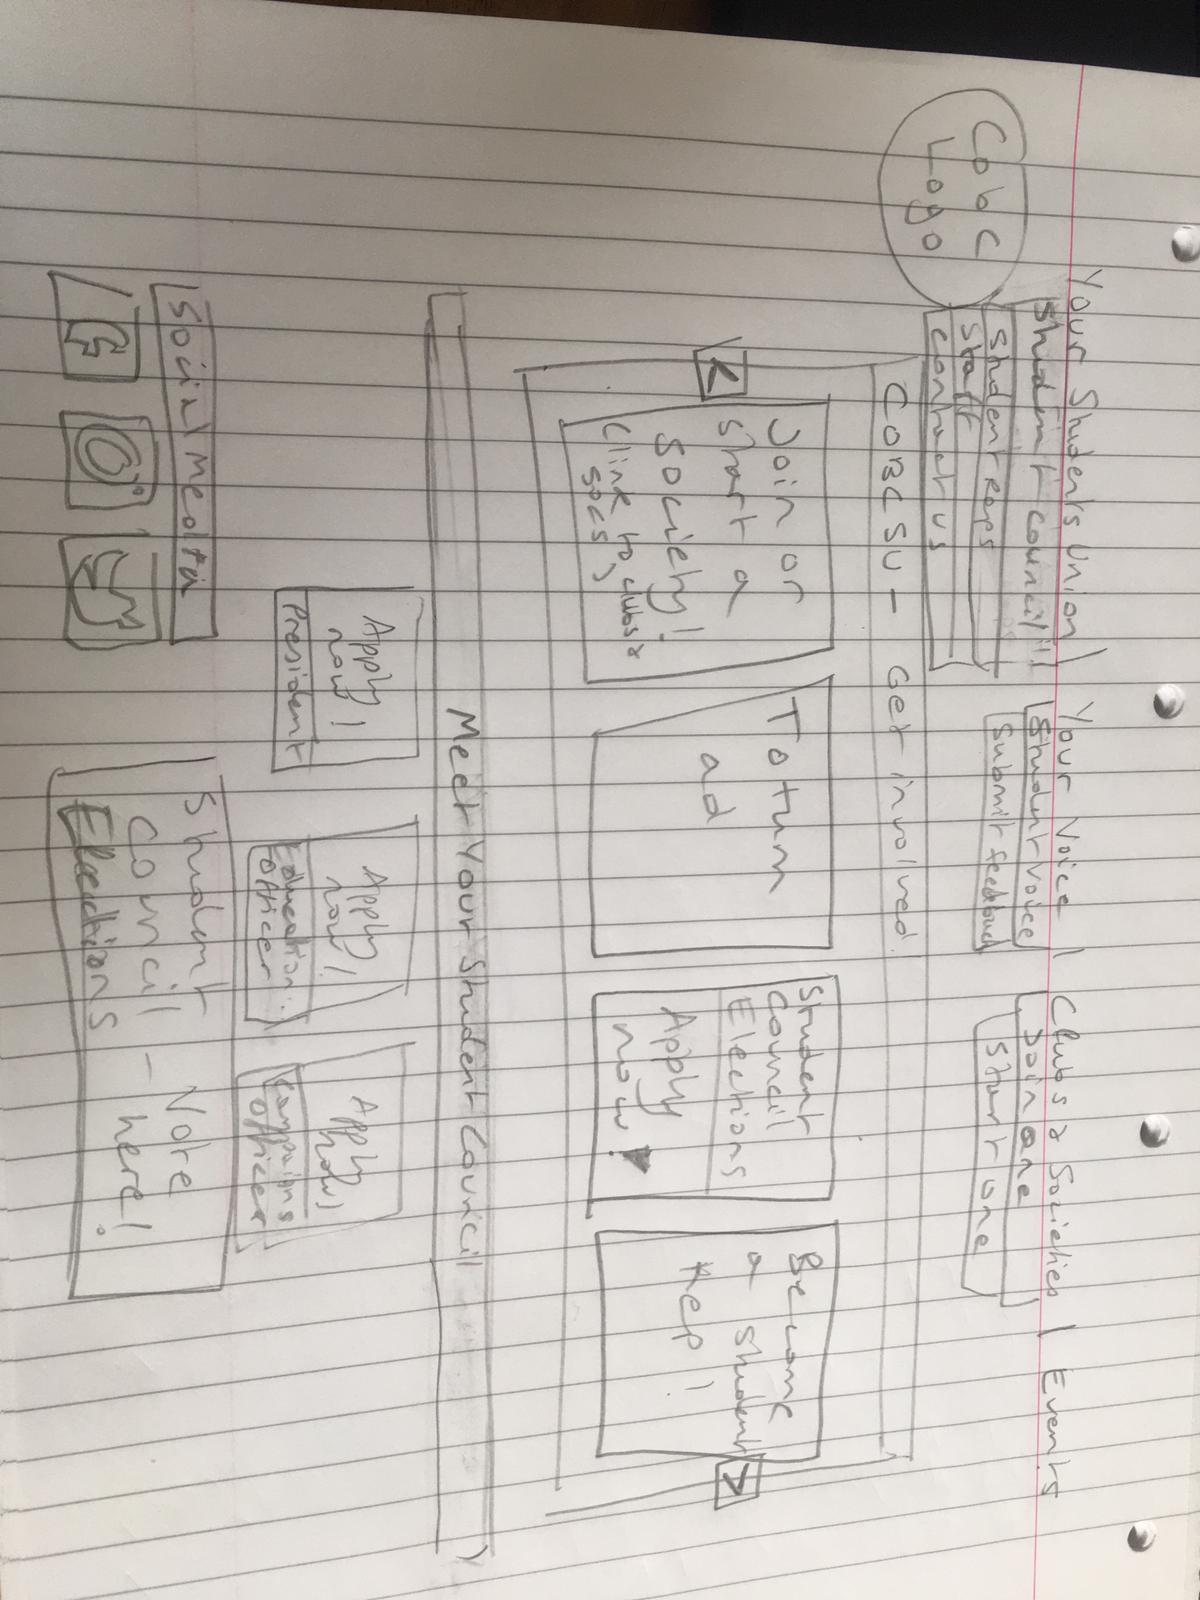 Your Students Union | Your Voice | Clubs & Societies | Events
Student Council
Student Reps
Staff
Contact us
Student Voice
Submit feedback
Join one
Start one
CobC
Logo
COBCSU - Get involved
<
Join or
start a
society!
(link to clubs &
socs)
Totum
ad
Student
Council
Elections
Apply
now!
Become
a student
Rep!
>
Meet Your Student Council
Apply
now!
President
Apply
now!
Education
Officer
Apply
now!
Campaigns
Officer
Social Media
Student
Council
Elections
- Vote
here!